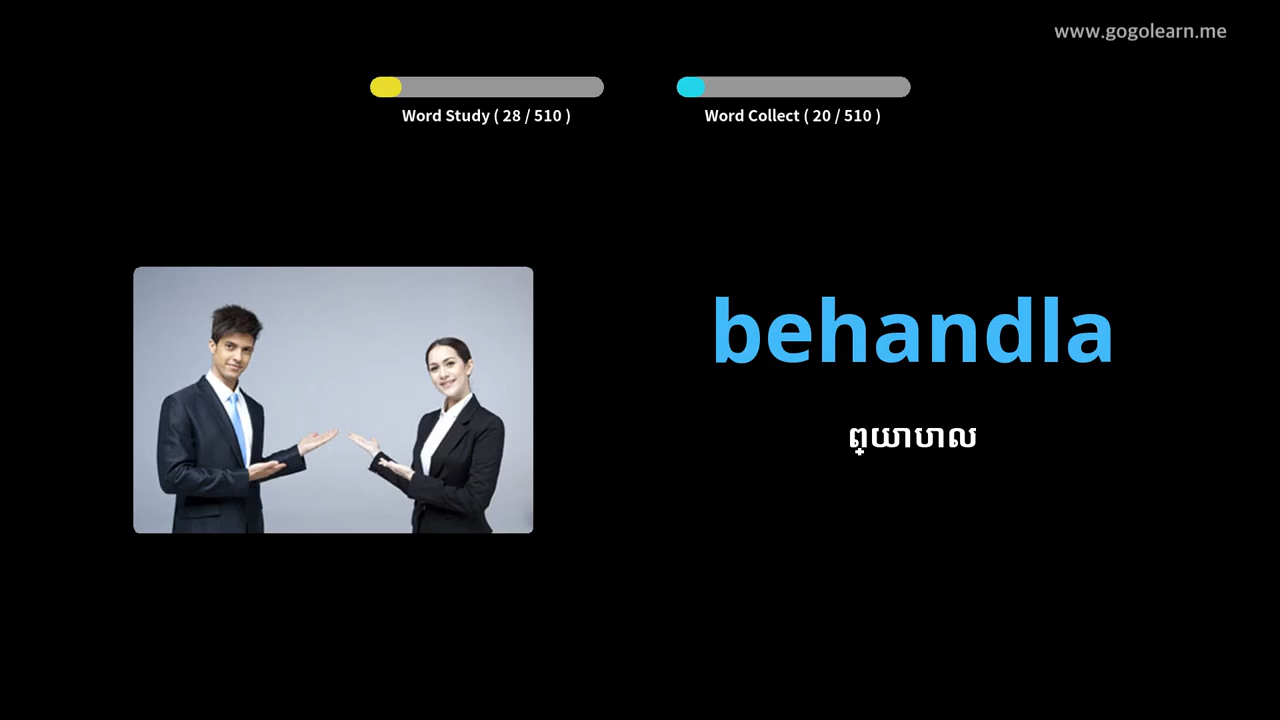 www.gogolearn.me
Word Study ( 28 / 510 )
Word Collect ( 20 / 510 )
behandla
ព្យាបាល